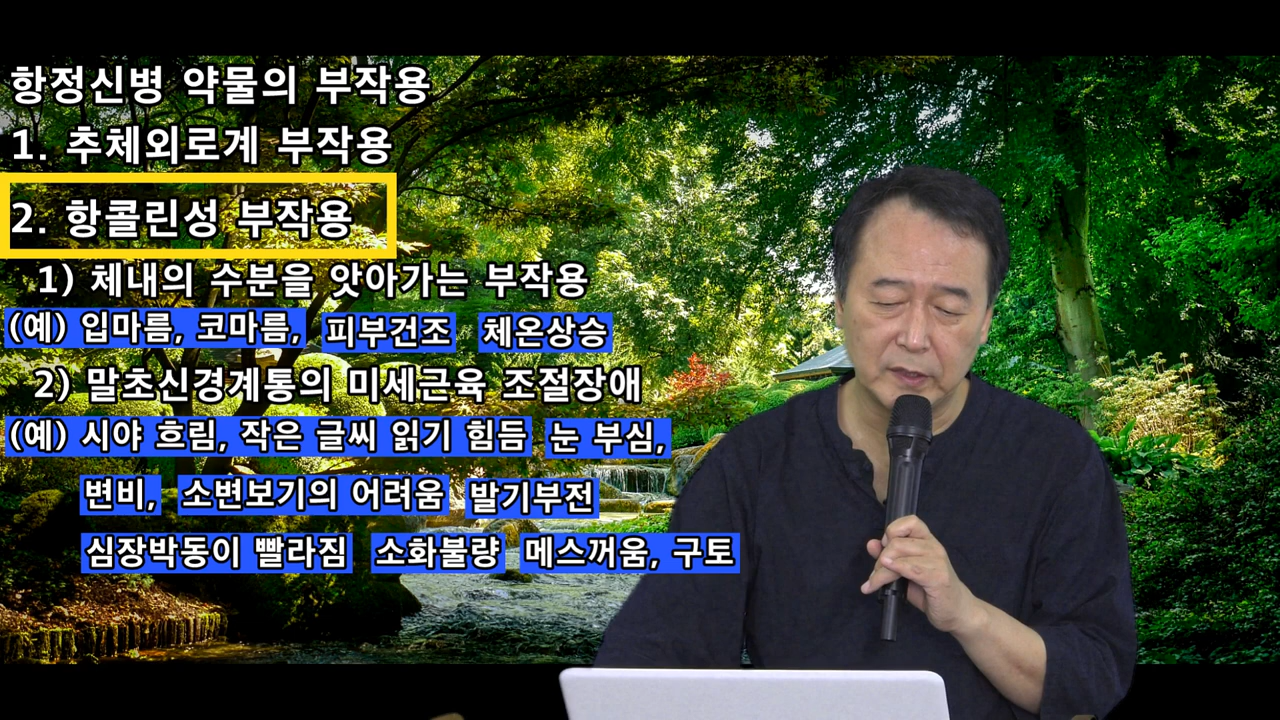 항정신병 약물의 부작용
1. 추체외로계 부작용
2. 항콜린성 부작용
1) 체내의 수분을 앗아가는 부작용
(예) 입마름, 코마름, 피부건조 체온상승
2) 말초신경계통의 미세근육 조절장애
(예) 시야 흐림, 작은 글씨 읽기 힘듬 눈 부심,
변비, 소변보기의 어려움 발기부전
심장박동이 빨라짐 소화불량 메스꺼움, 구토